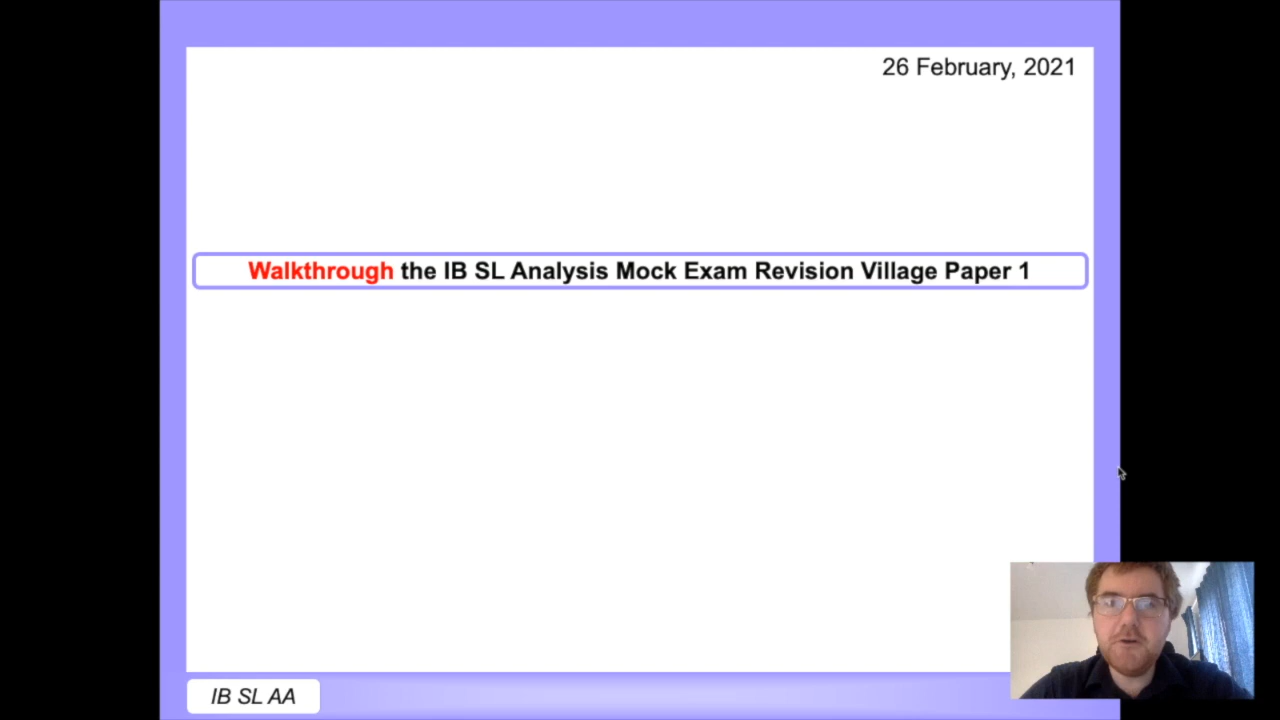 26 February, 2021
Walkthrough the IB SL Analysis Mock Exam Revision Village Paper 1
IB SL AA